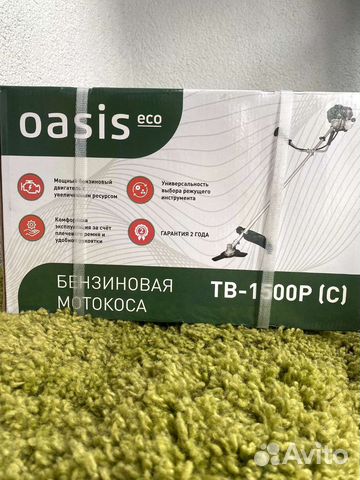 oasis eco
Мощный бензиновый
двигатель с
увеличенным ресурсом
Универсальность
выбора режущего
инструмента
Комфортная
эксплуатация за счёт
плечевого ремня и
удобной рукоятки
ГАРАНТИЯ 2 ГОДА
БЕНЗИНОВАЯ
МОТОКОСА
TB-1500P (C)
Avito